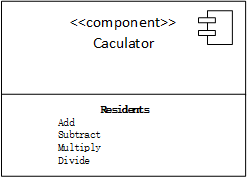 <<component>>
Caculator
Residents
Add
Subtract
Multiply
Divide